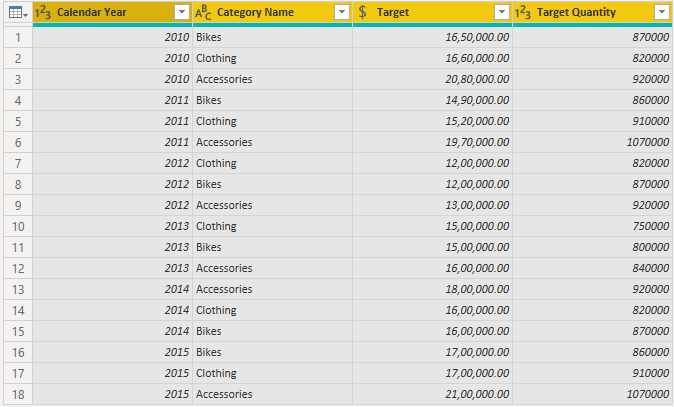 1²3 Calendar Year ABC Category Name $ Target 1²3 Target Quantity
1 2010 Bikes 16,50,000.00 870000
2 2010 Clothing 16,60,000.00 820000
3 2010 Accessories 20,80,000.00 920000
4 2011 Bikes 14,90,000.00 860000
5 2011 Clothing 15,20,000.00 910000
6 2011 Accessories 19,70,000.00 1070000
7 2012 Clothing 12,00,000.00 820000
8 2012 Bikes 12,00,000.00 870000
9 2012 Accessories 13,00,000.00 920000
10 2013 Clothing 15,00,000.00 750000
11 2013 Bikes 15,00,000.00 800000
12 2013 Accessories 16,00,000.00 840000
13 2014 Accessories 18,00,000.00 920000
14 2014 Clothing 16,00,000.00 820000
15 2014 Bikes 16,00,000.00 870000
16 2015 Bikes 17,00,000.00 860000
17 2015 Clothing 17,00,000.00 910000
18 2015 Accessories 21,00,000.00 1070000